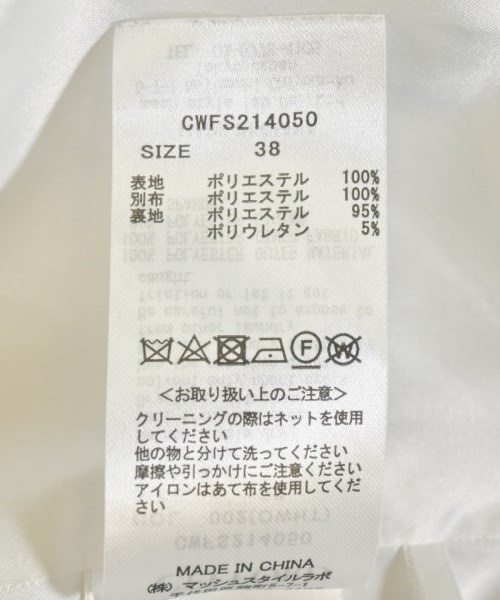 CWFS214050
SIZE 38
表地 ポリエステル 100%
別布 ポリエステル 100%
裏地 ポリエステル 95%
ポリウレタン 5%
F W
<お取り扱い上のご注意>
クリーニングの際はネットを使用
してください
他の物と分けて洗ってください
摩擦や引っかけにご注意ください
アイロンはあて布を使用してくだ
さい
MADE IN CHINA
(株) マッシュスタイルラボ